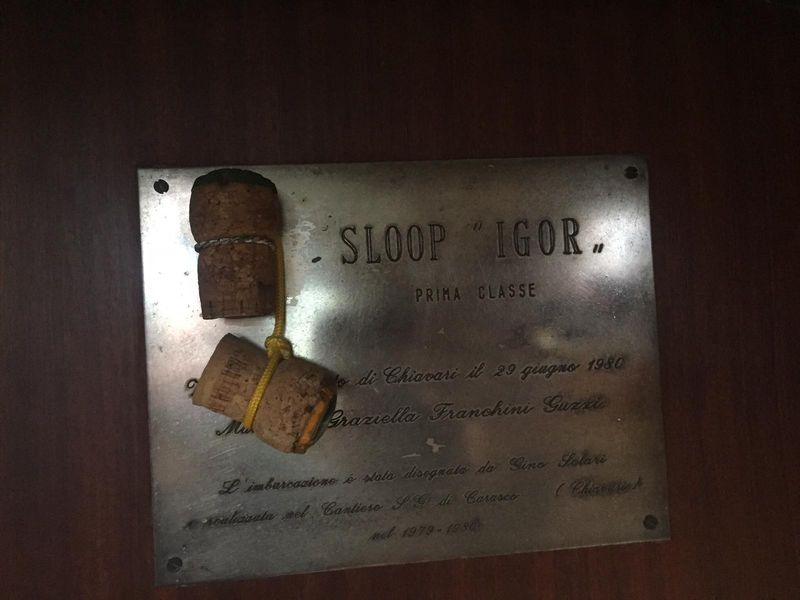 SLOOP "IGOR„
PRIMA CLASSE
di Chiavari il 29 giugno 1980
Graziella Franchini Guzzi
L'imbarcazione è stata disegnata da Gino Solari
e realizzata nel Cantiere S.G. di Carasco (Chiavari)
nel 1979-1980